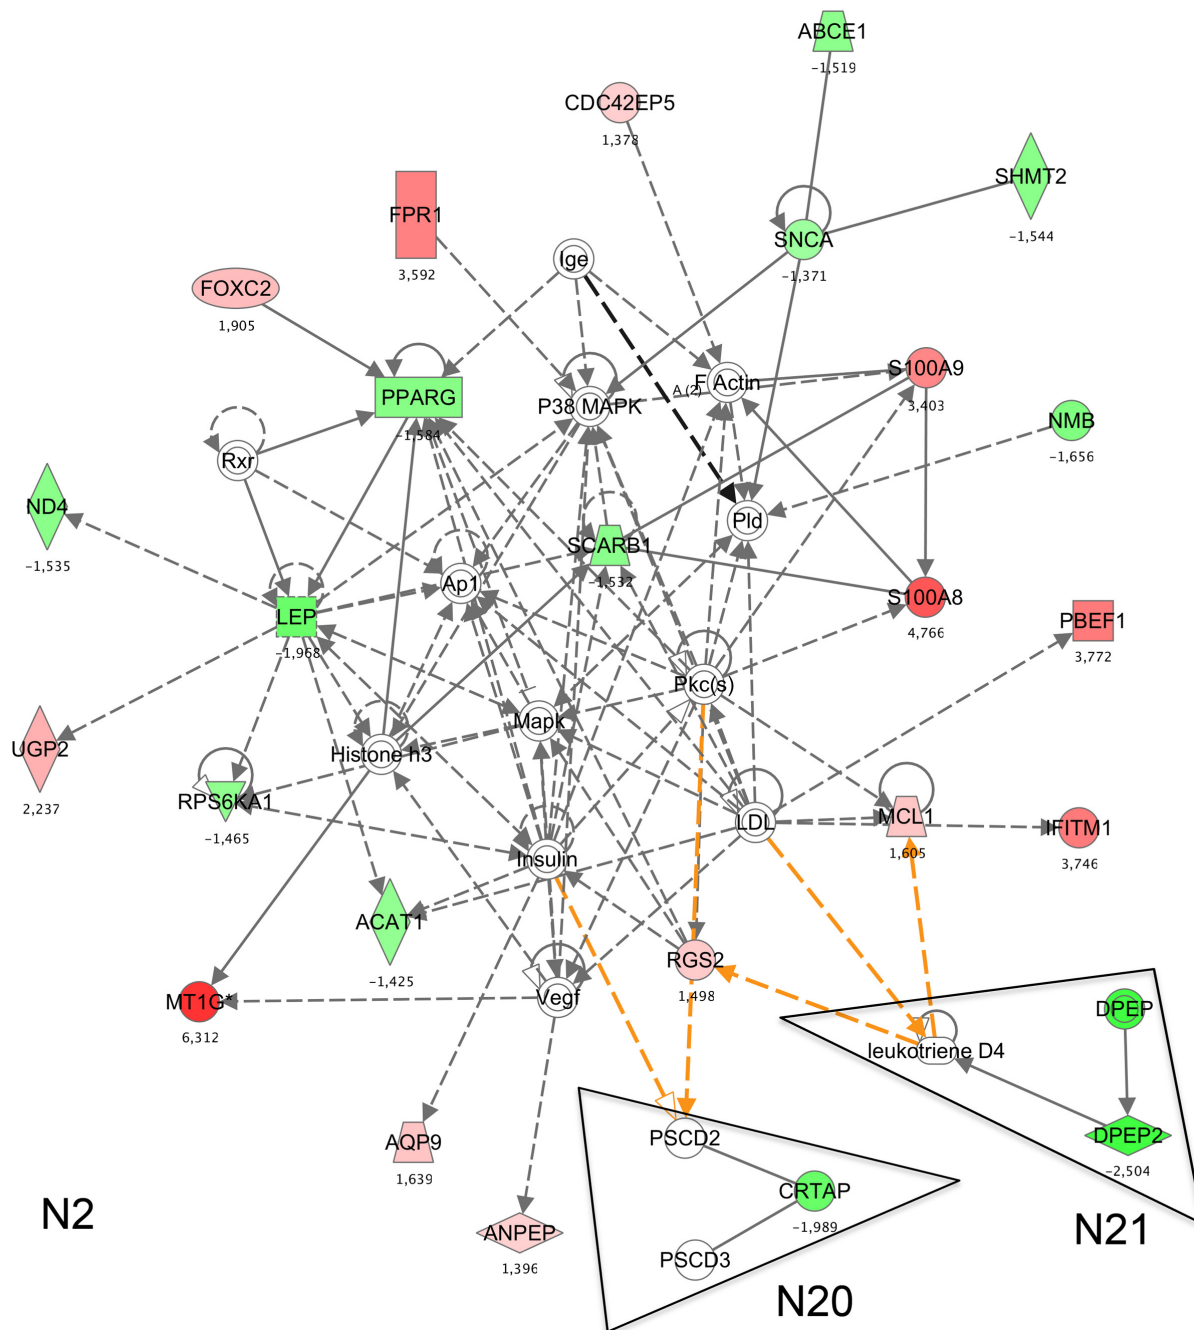 ABCE1
-1,519
CDC42EP5
1,378
SHMT2
-1,544
FPR1
3,592
SNCA
-1,371
Ige
FOXC2
1,905
S100A9
3,403
F Actin
A (2)
PPARG
-1,584
P38 MAPK
NMB
-1,656
Rxr
ND4
-1,535
Pld
SCARB1
-1,532
Ap1
LEP
-1,968
S100A8
4,766
PBEF1
3,772
Pkc(s)
UGP2
2,237
Mapk
Histone h3
RPS6KA1
-1,465
LDL
MCL1
1,605
IFITM1
3,746
Insulin
ACAT1
-1,425
RGS2
1,498
MT1G*
6,312
Vegf
DPEP
leukotriene D4
DPEP2
-2,504
AQP9
1,639
PSCD2
CRTAP
-1,989
N2
ANPEP
1,396
PSCD3
N21
N20